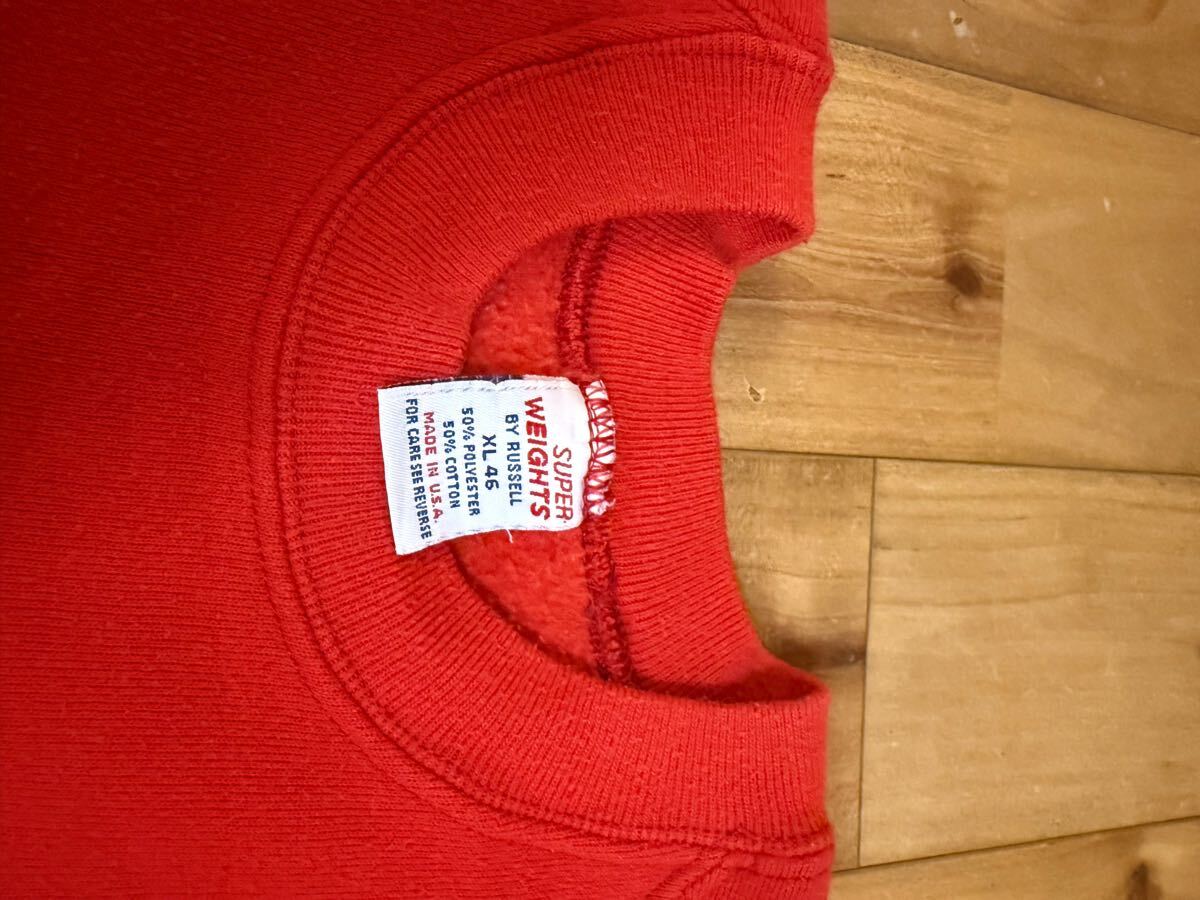 SUPER
WEIGHTS
BY RUSSELL
XL 46
50% POLYESTER
50% COTTON
MADE IN U.S.A.
FOR CARE SEE REVERSE